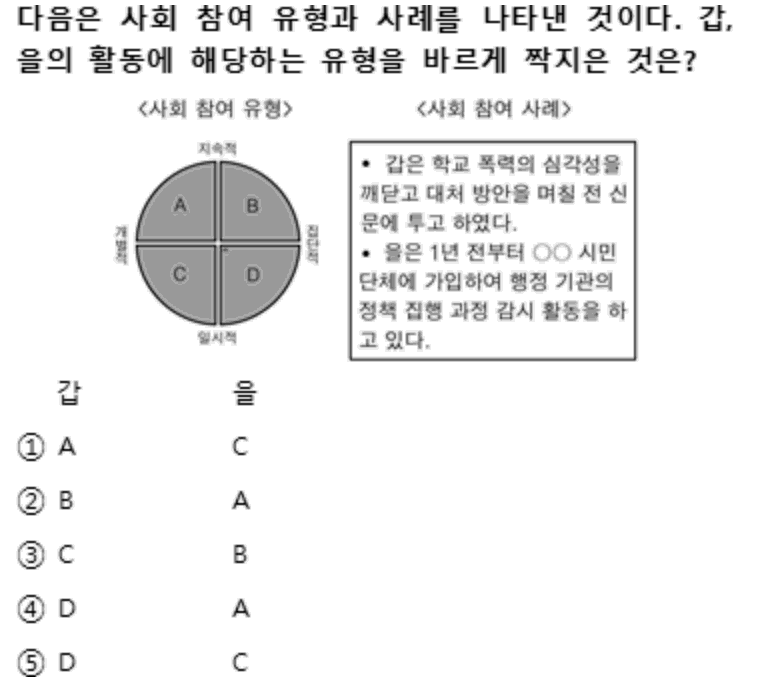 다음은 사회 참여 유형과 사례를 나타낸 것이다. 갑,
을의 활동에 해당하는 유형을 바르게 짝지은 것은?
<사회 참여 유형>
지속적
A B
개별적
집단적
C D
일시적
<사회 참여 사례>
• 갑은 학교 폭력의 심각성을
깨닫고 대처 방안을 며칠 전 신
문에 투고 하였다.
• 을은 1년 전부터 ○○ 시민
단체에 가입하여 행정 기관의
정책 집행 과정 감시 활동을 하
고 있다.
갑 을
① A C
② B A
③ C B
④ D A
⑤ D C